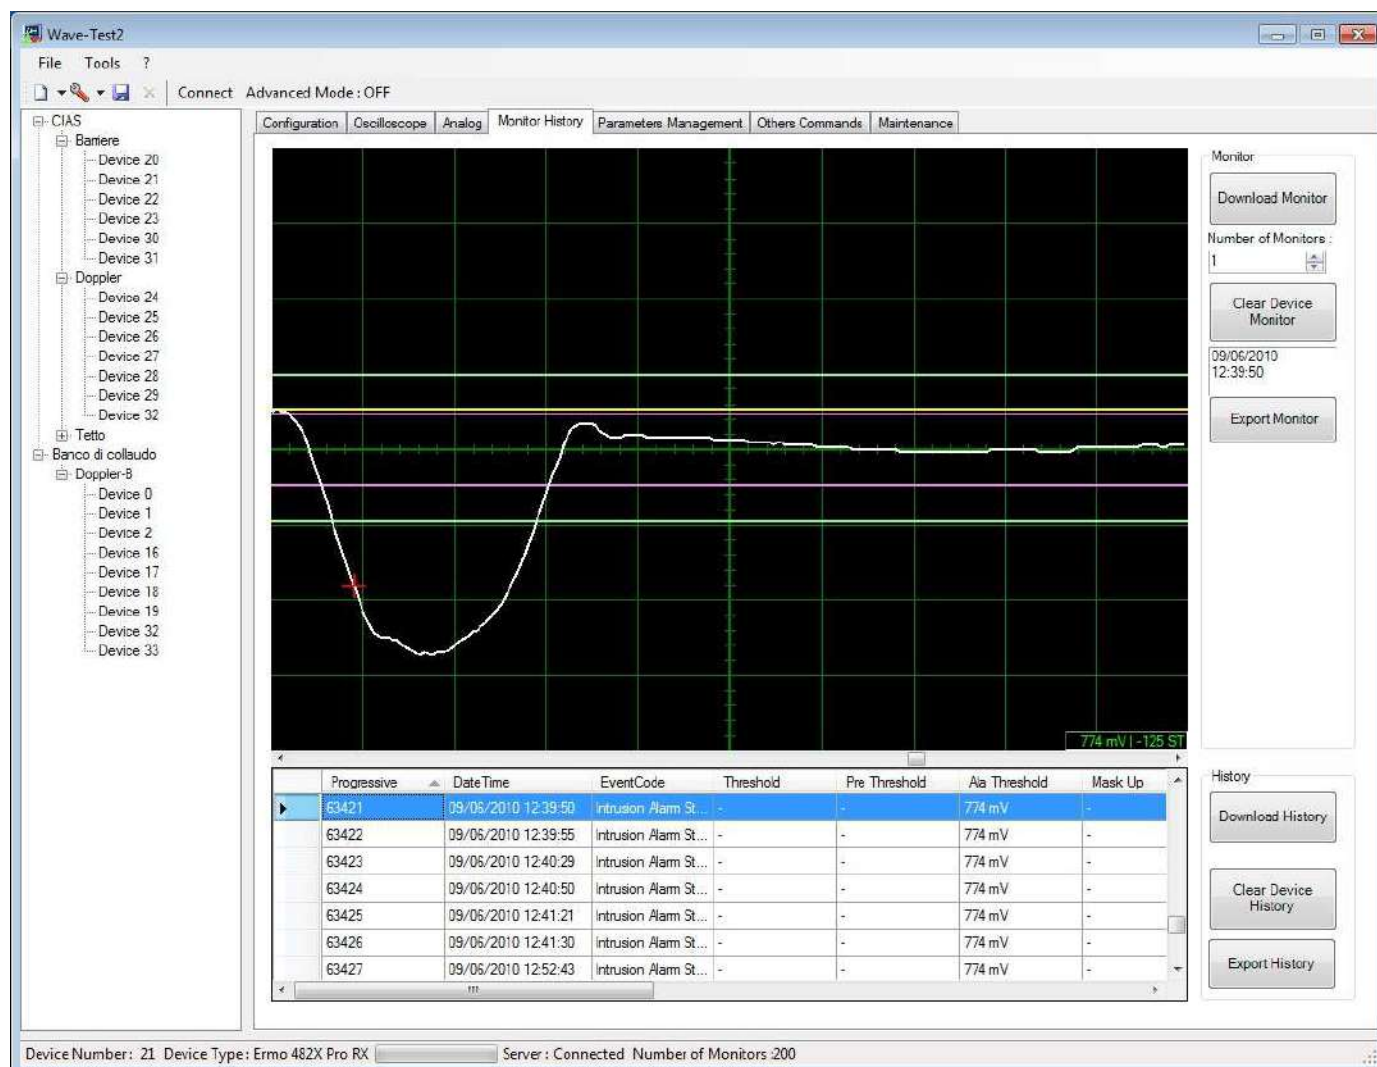 Wave-Test2
File Tools ?
Connect Advanced Mode : OFF
CIAS
Barriere
Device 20
Device 21
Device 22
Device 23
Device 30
Device 31
Doppler
Device 24
Device 25
Device 26
Device 27
Device 28
Device 29
Device 32
Tetto
Banco di collaudo
Doppler-B
Device 0
Device 1
Device 2
Device 16
Device 17
Device 18
Device 19
Device 32
Device 33
Configuration Oscilloscope Analog Monitor History Parameters Management Others Commands Maintenance
774 mV | -125 ST
Monitor
Download Monitor
Number of Monitors :
1
Clear Device
Monitor
09/06/2010
12:39:50
Export Monitor
Progressive DateTime EventCode Threshold Pre Threshold Ala Threshold Mask Up
63421 09/06/2010 12:39:50 Intrusion Alarm St... - - 774 mV -
63422 09/06/2010 12:39:55 Intrusion Alarm St... - - 774 mV -
63423 09/06/2010 12:40:29 Intrusion Alarm St... - - 774 mV -
63424 09/06/2010 12:40:50 Intrusion Alarm St... - - 774 mV -
63425 09/06/2010 12:41:21 Intrusion Alarm St... - - 774 mV -
63426 09/06/2010 12:41:30 Intrusion Alarm St... - - 774 mV -
63427 09/06/2010 12:52:43 Intrusion Alarm St... - - 774 mV -
History
Download History
Clear Device
History
Export History
Device Number : 21 Device Type : Ermo 482X Pro RX Server : Connected Number of Monitors :200